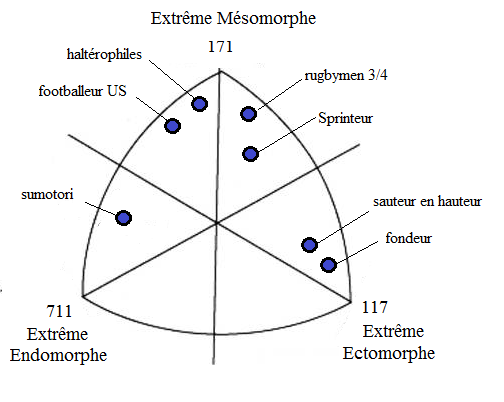 Extrême Mésomorphe
171
haltérophiles
rugbymen 3/4
footballeur US
Sprinteur
sumotori
sauteur en hauteur
fondeur
711
Extrême
Endomorphe
117
Extrême
Ectomorphe